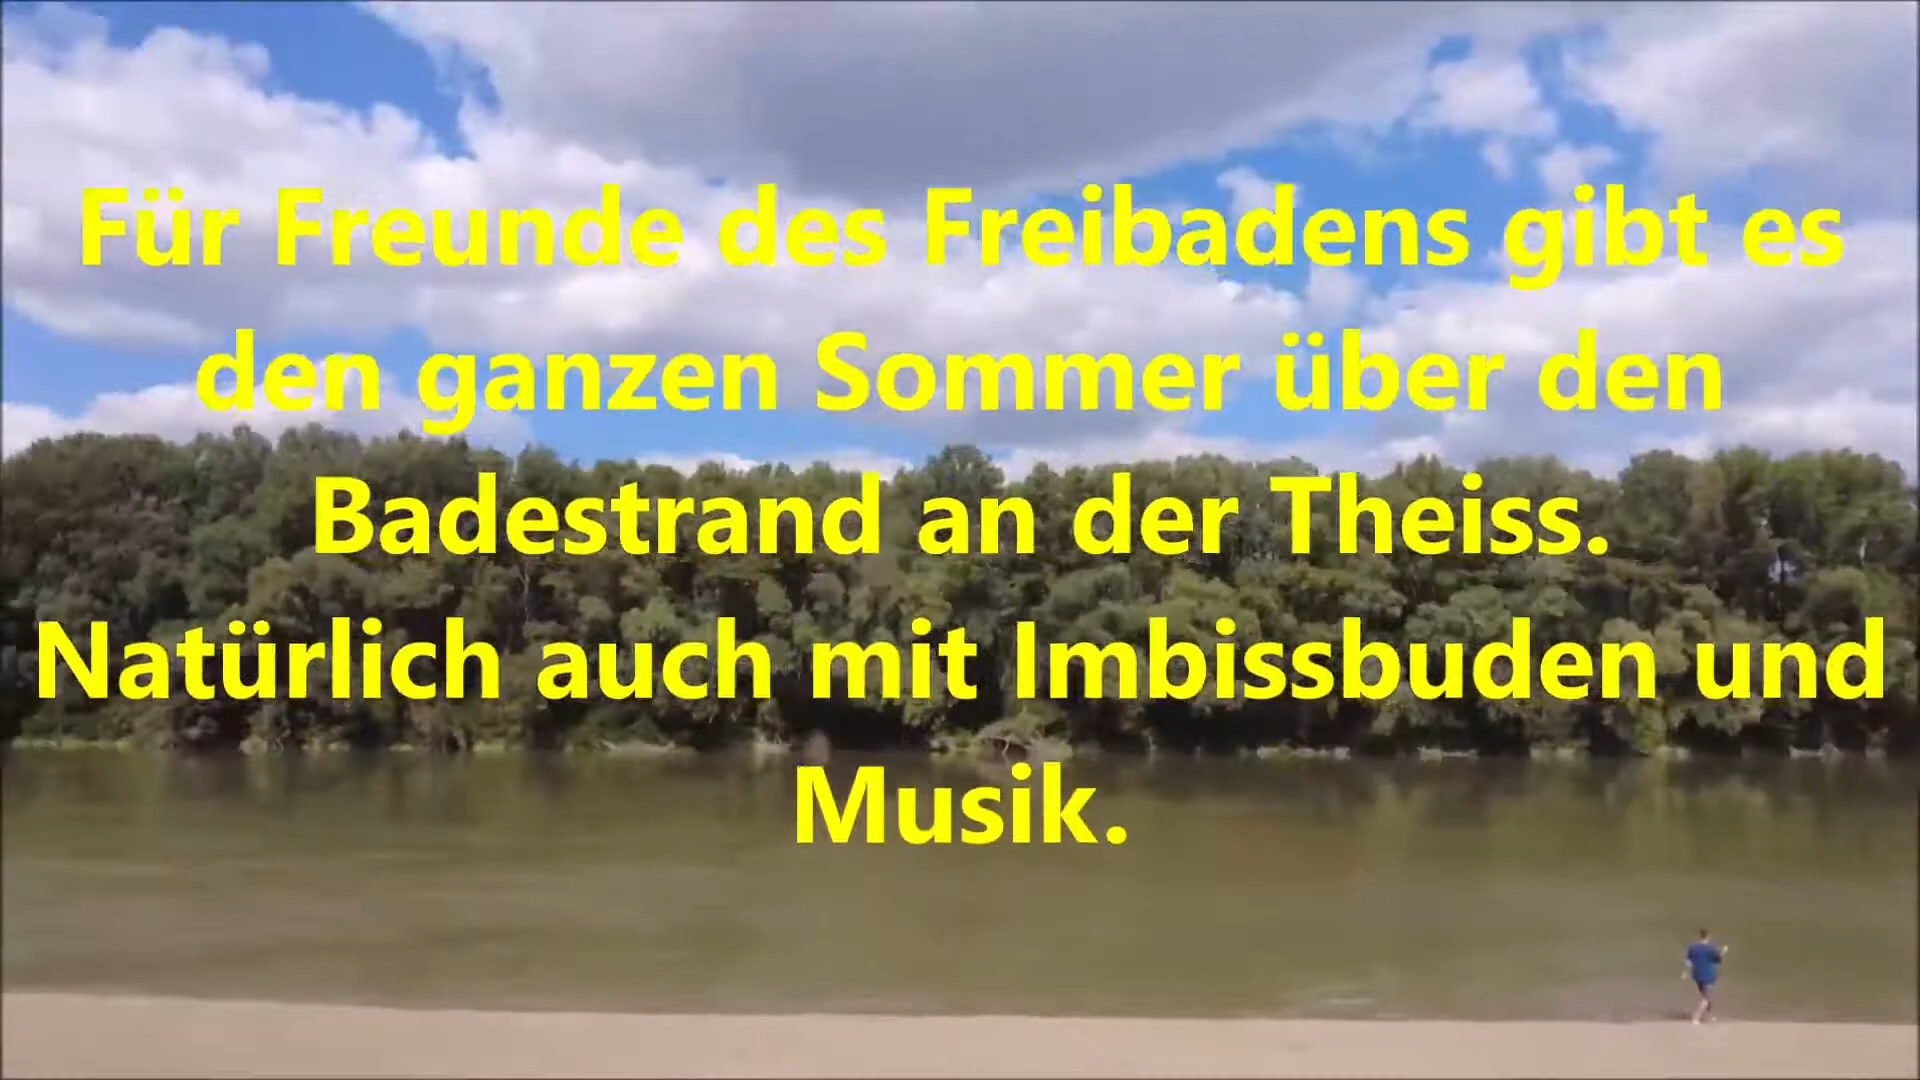 Für Freunde des Freibadens gibt es
den ganzen Sommer über den
Badestrand an der Theiss.
Natürlich auch mit Imbissbuden und
Musik.